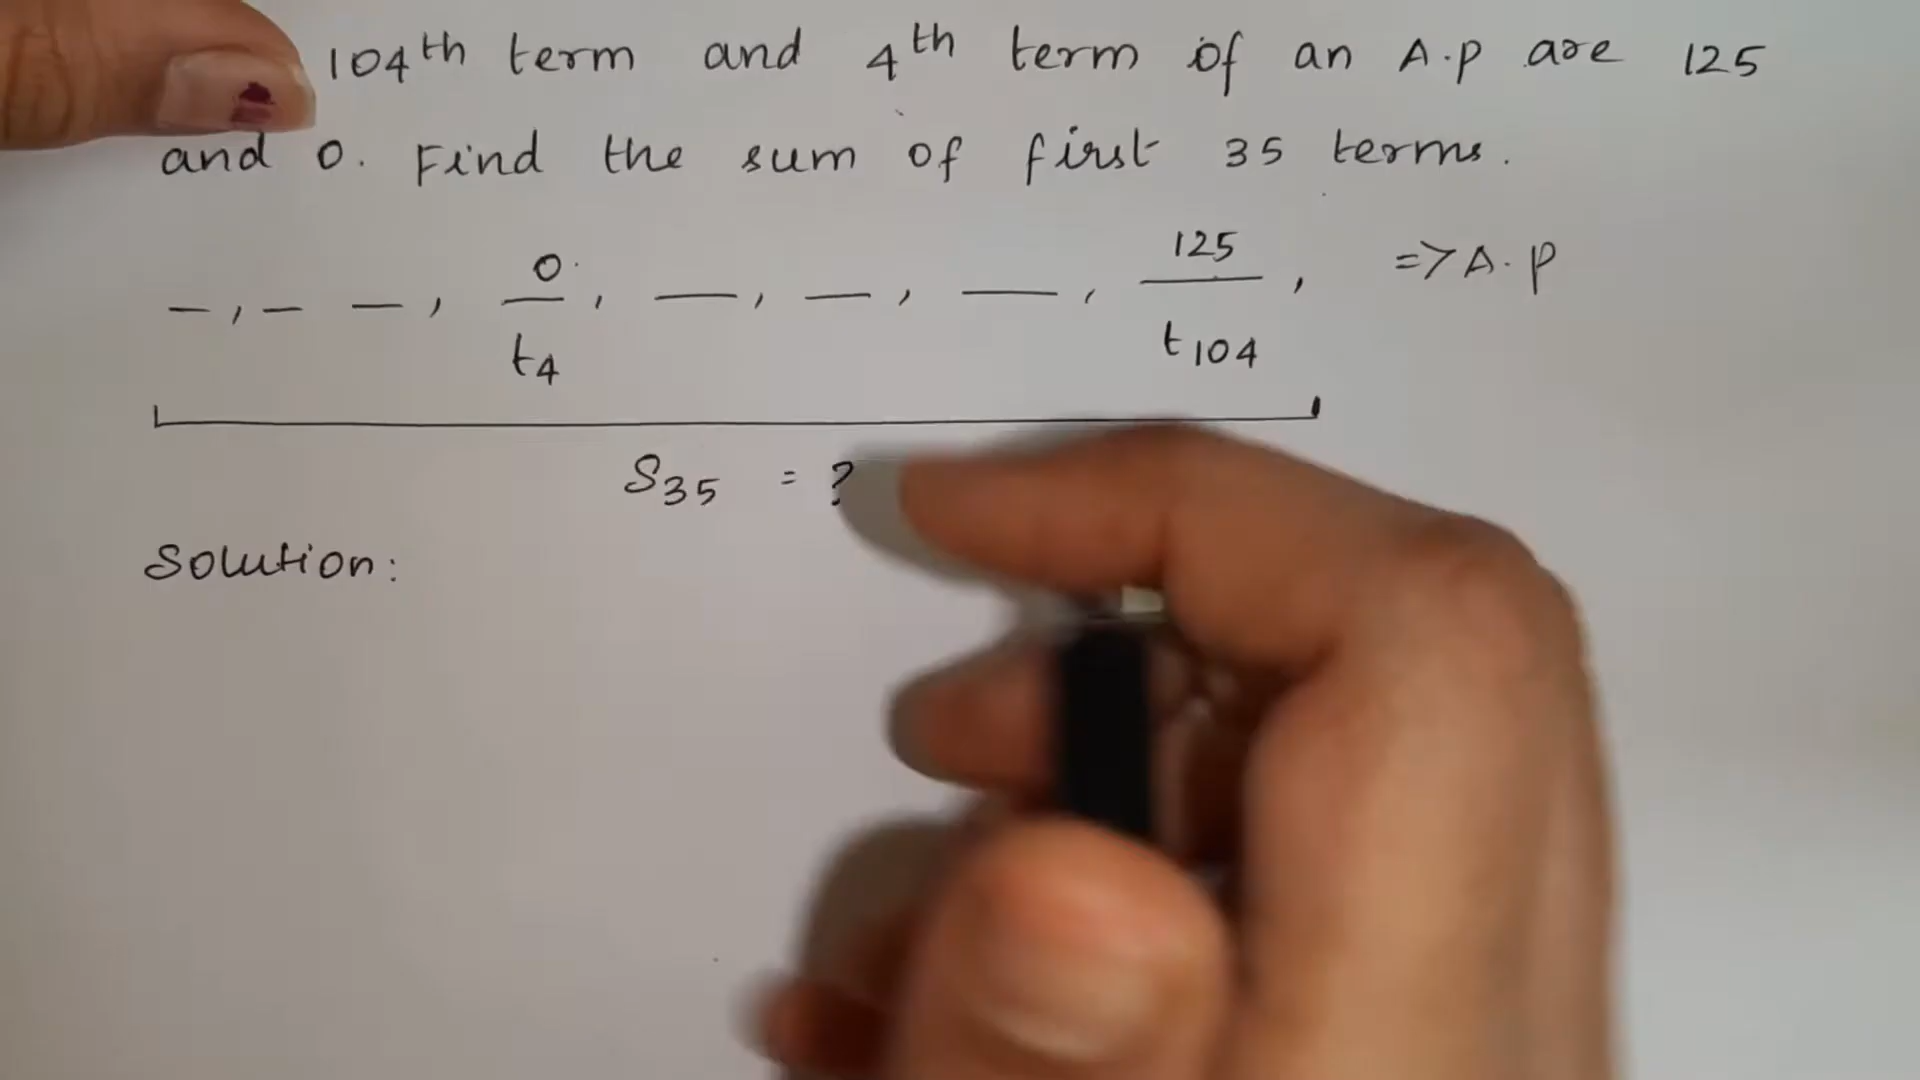 104th term and 4th term of an A.P are 125
and 0. Find the sum of first 35 terms.
_, _ _, 0, _, _, _, 125, => A.P
t4 t104
S35 = ?
Solution: